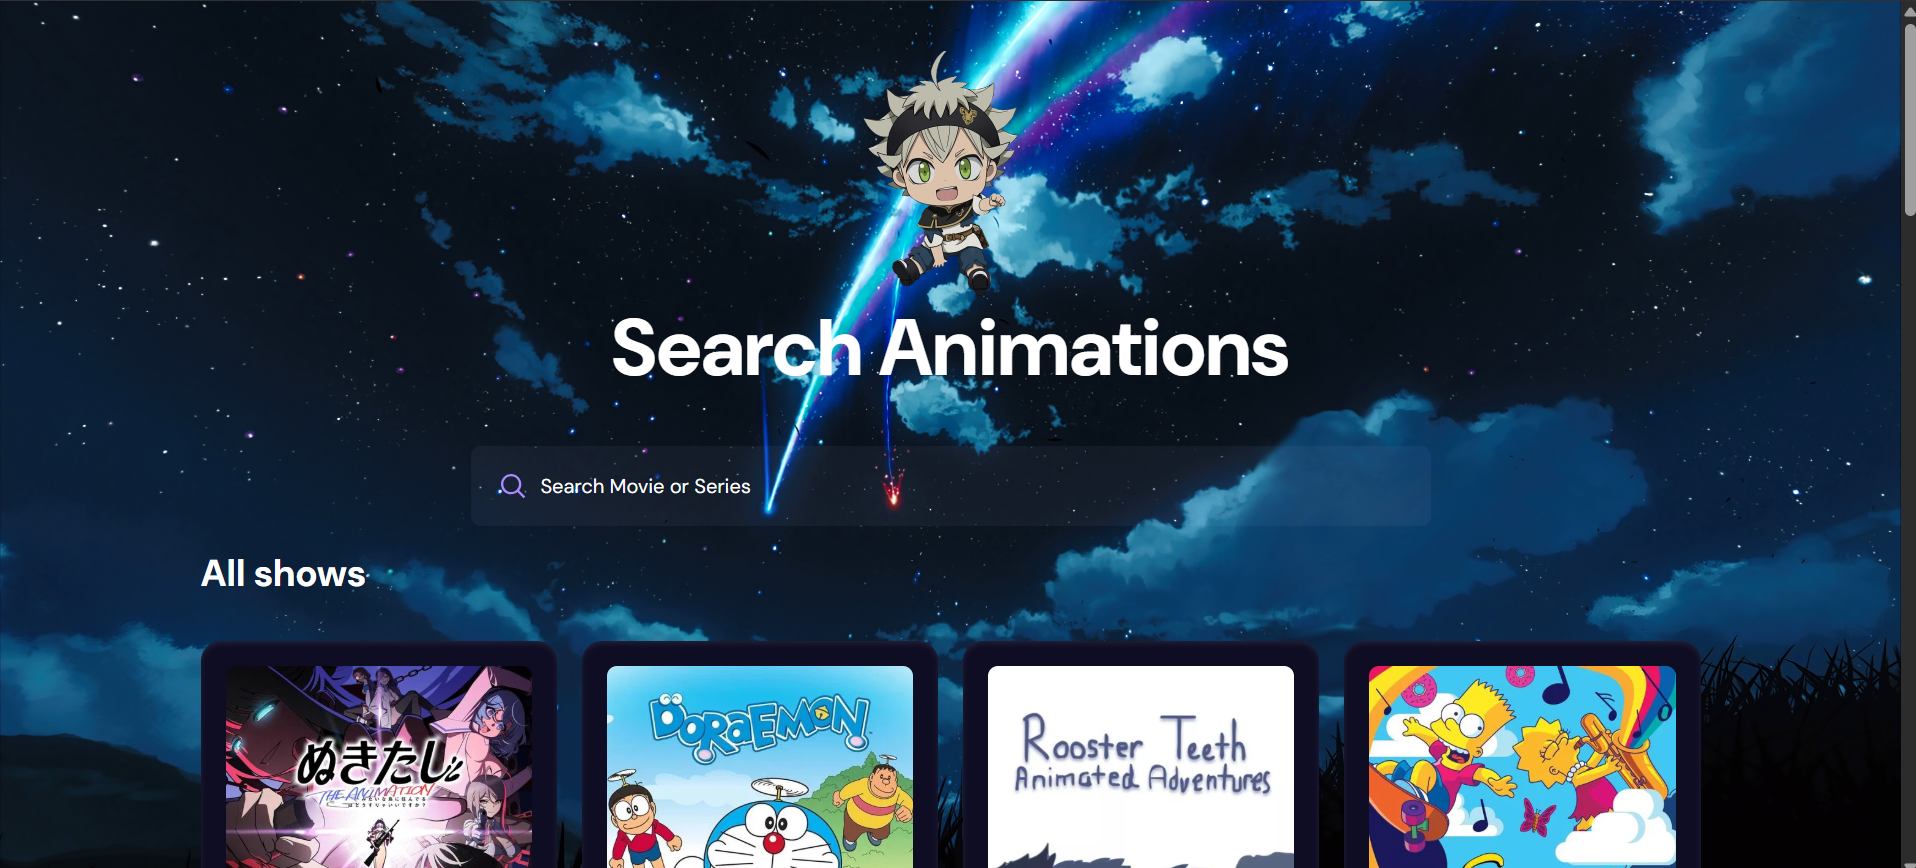 Search Animations
Search Movie or Series
All shows
ぬきたし
THE ANIMATION
DORAEMON
Rooster Teeth
Animated Adventures